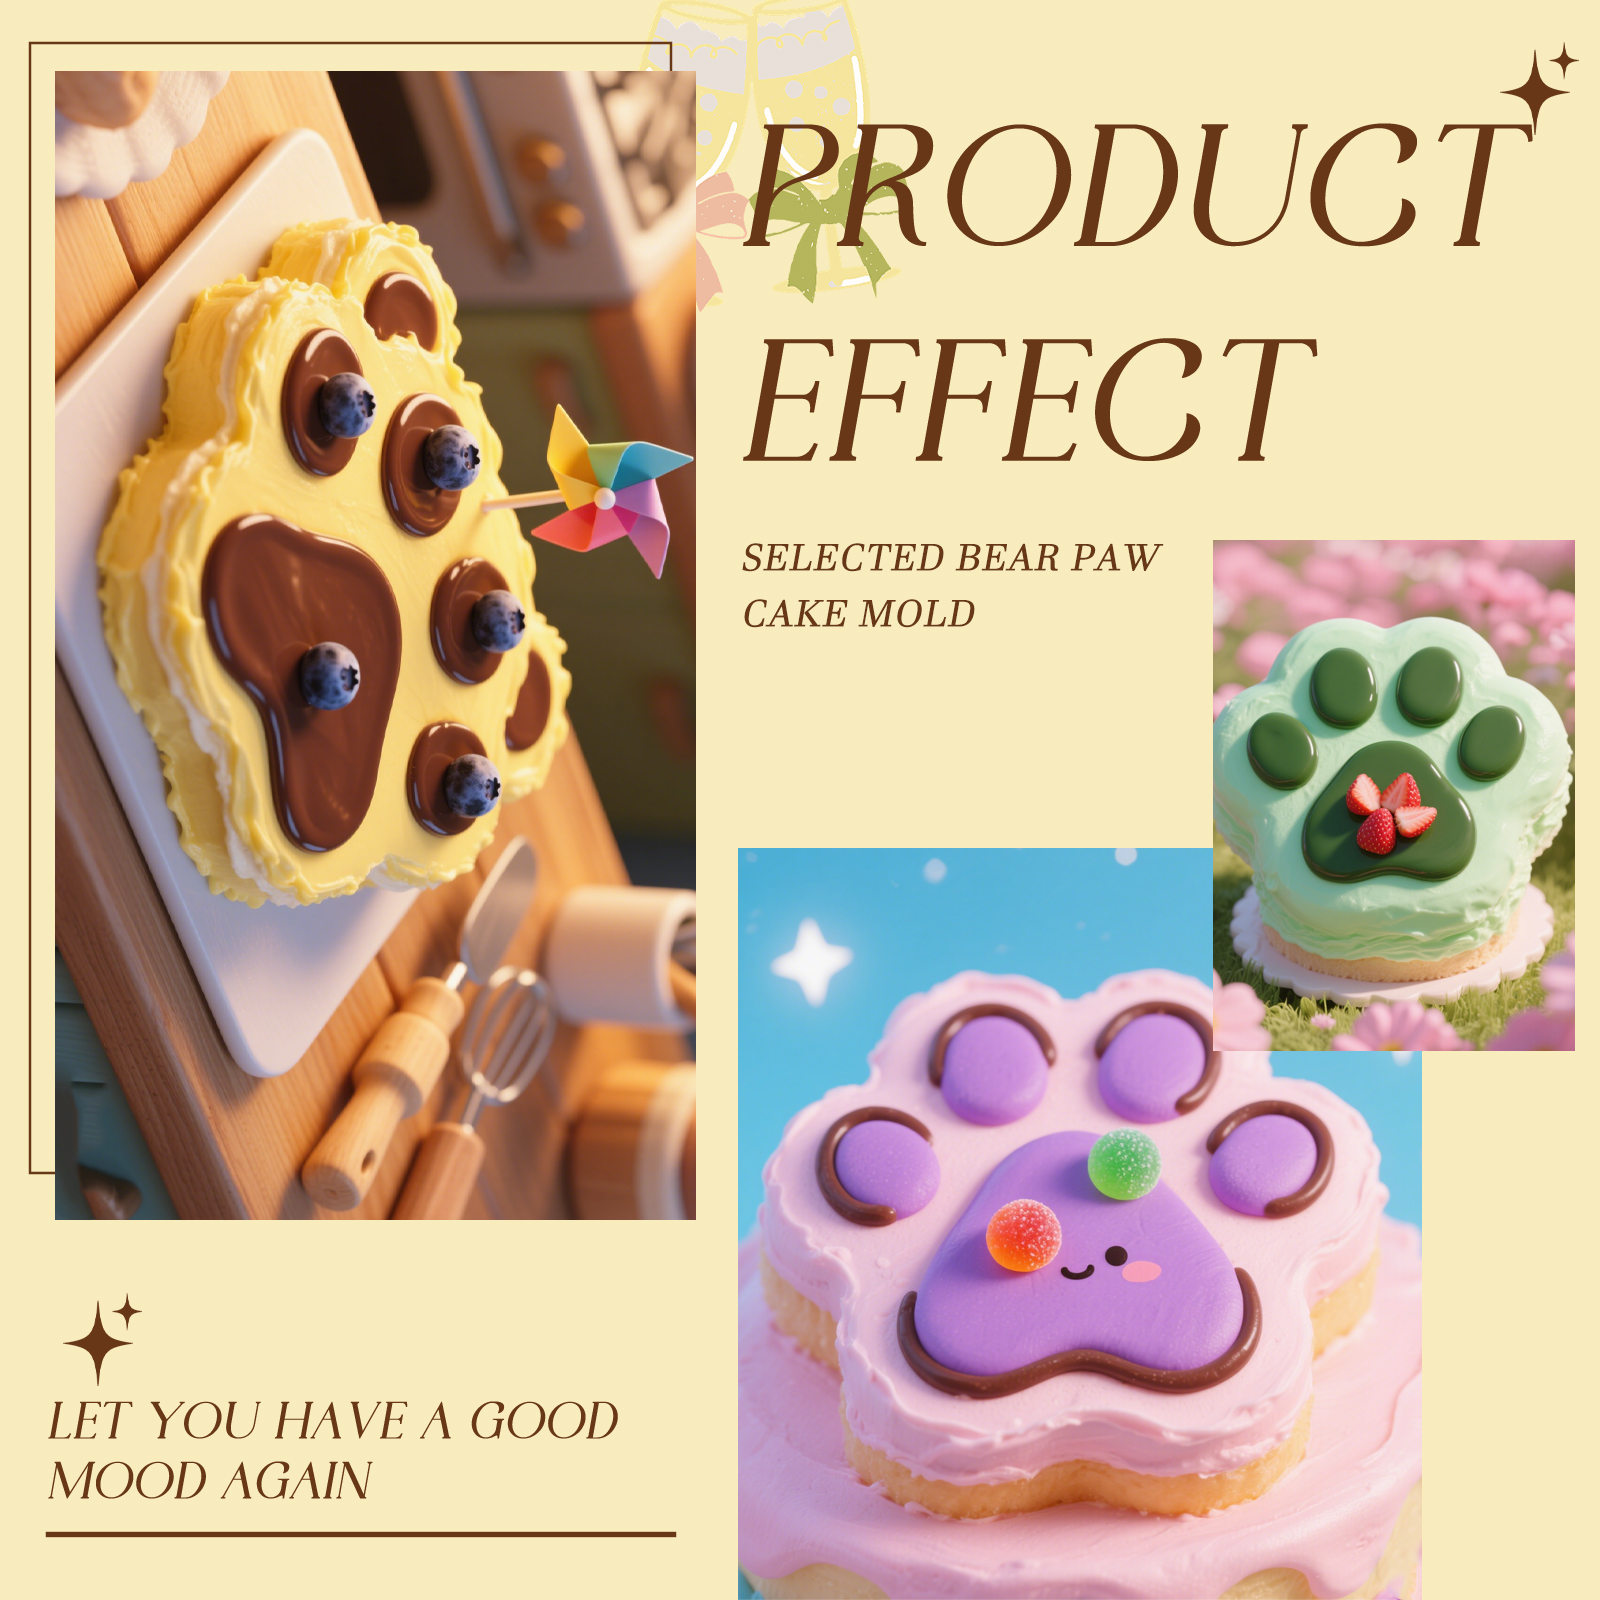 PRODUCT
EFFECT
SELECTED BEAR PAW
CAKE MOLD
LET YOU HAVE A GOOD
MOOD AGAIN